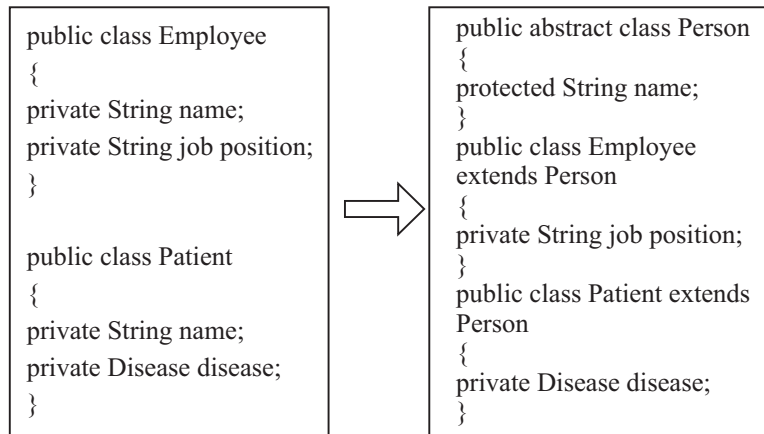 public class Employee
{
private String name;
private String job position;
}
public class Patient
{
private String name;
private Disease disease;
}
public abstract class Person
{
protected String name;
}
public class Employee
extends Person
{
private String job position;
}
public class Patient extends
Person
{
private Disease disease;
}